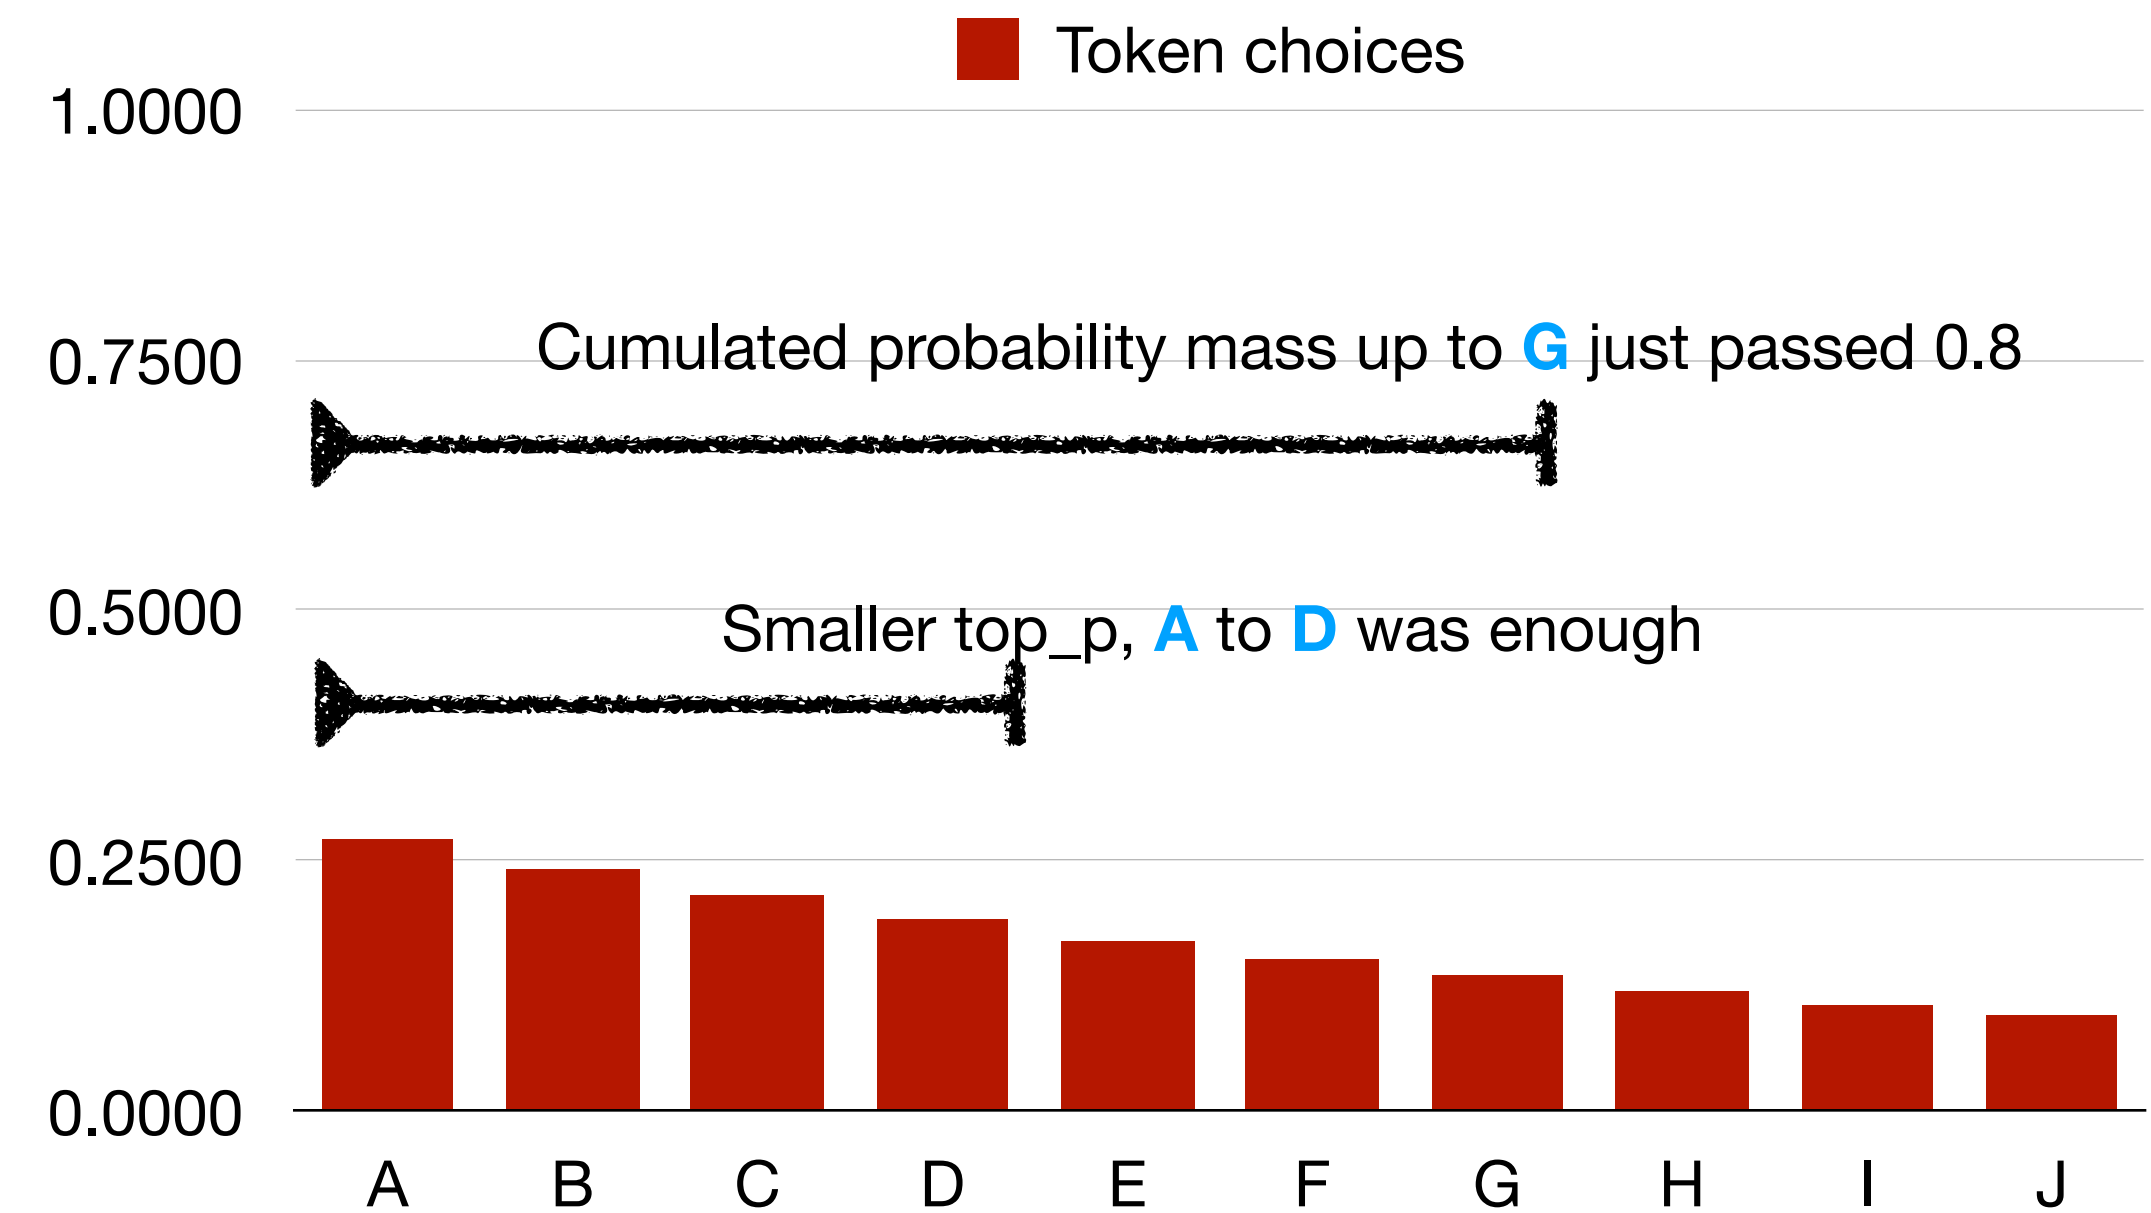 Token choices
1.0000
Cumulated probability mass up to G just passed 0.8
0.7500
0.5000
Smaller top_p, A to D was enough
0.2500
0.0000
A B C D E F G H I J